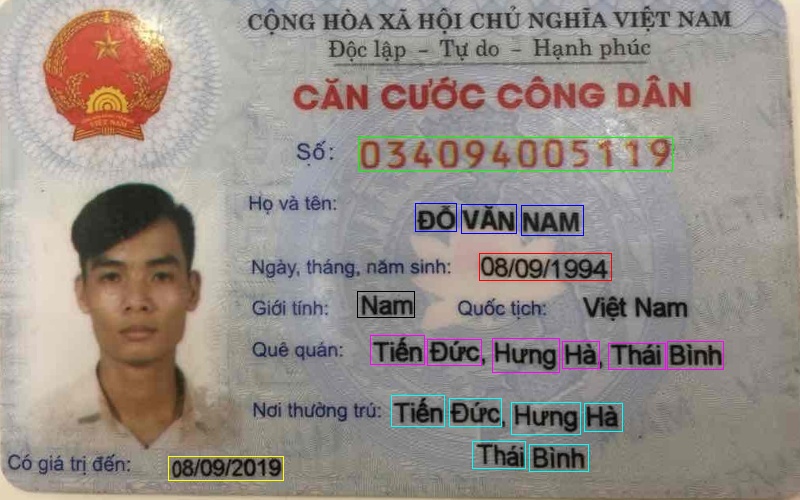 CỘNG HÒA XÃ HỘI CHỦ NGHĨA VIỆT NAM
Độc lập - Tự do - Hạnh phúc
CĂN CƯỚC CÔNG DÂN
Số: 034094005119
Họ và tên:
ĐỖ VĂN NAM
Ngày, tháng, năm sinh: 08/09/1994
Giới tính: Nam Quốc tịch: Việt Nam
Quê quán: Tiến Đức, Hưng Hà, Thái Bình
Nơi thường trú: Tiến Đức, Hưng Hà
Thái Bình
Có giá trị đến: 08/09/2019